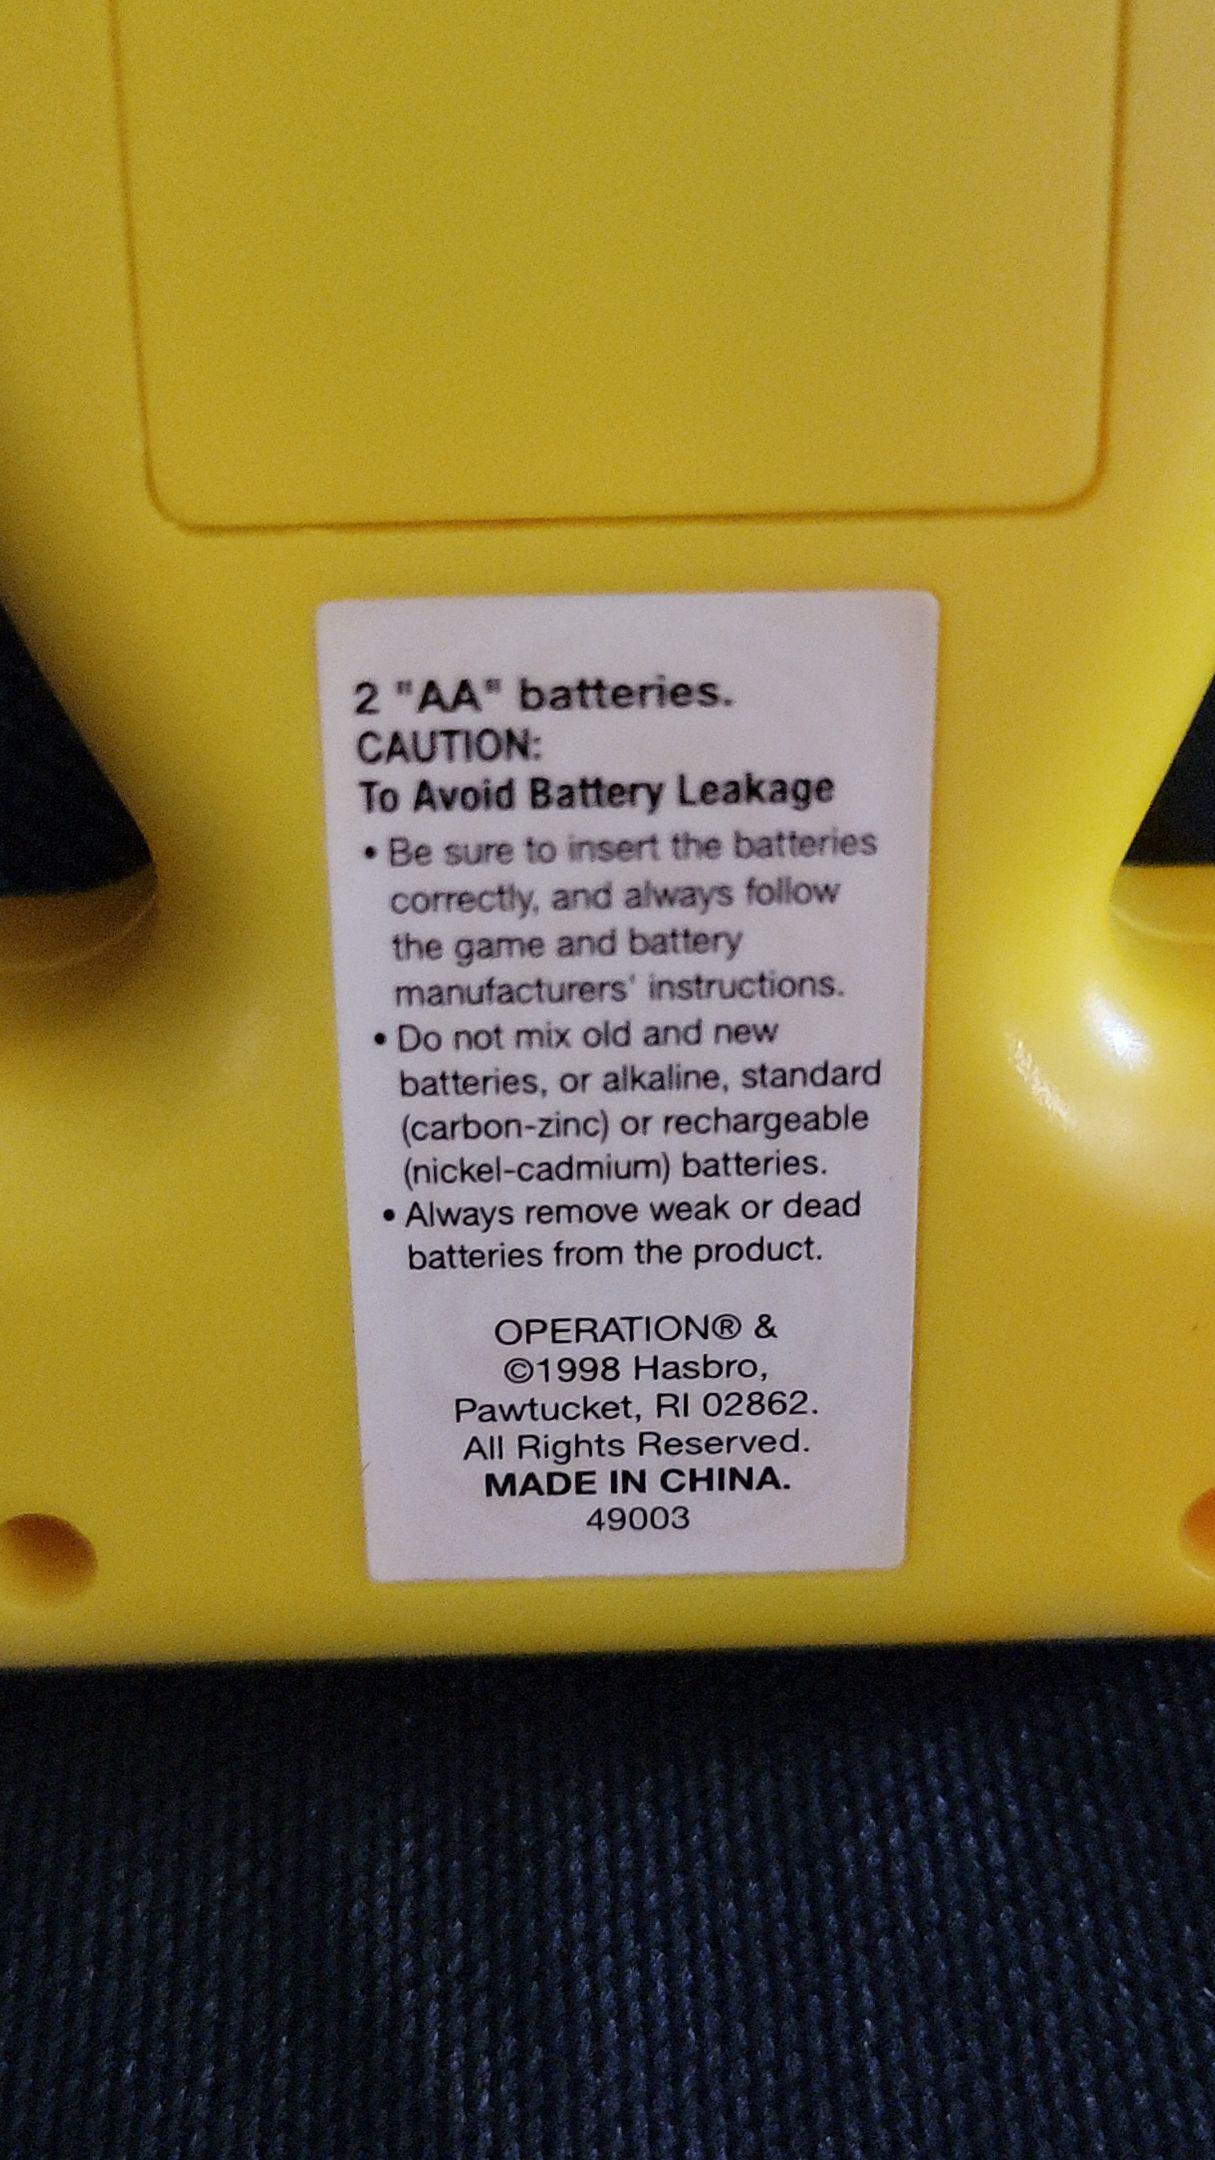 2 "AA" batteries.
CAUTION:
To Avoid Battery Leakage
• Be sure to insert the batteries
correctly, and always follow
the game and battery
manufacturers' instructions.
• Do not mix old and new
batteries, or alkaline, standard
(carbon-zinc) or rechargeable
(nickel-cadmium) batteries.
• Always remove weak or dead
batteries from the product.
OPERATION® &
©1998 Hasbro,
Pawtucket, RI 02862.
All Rights Reserved.
MADE IN CHINA.
49003